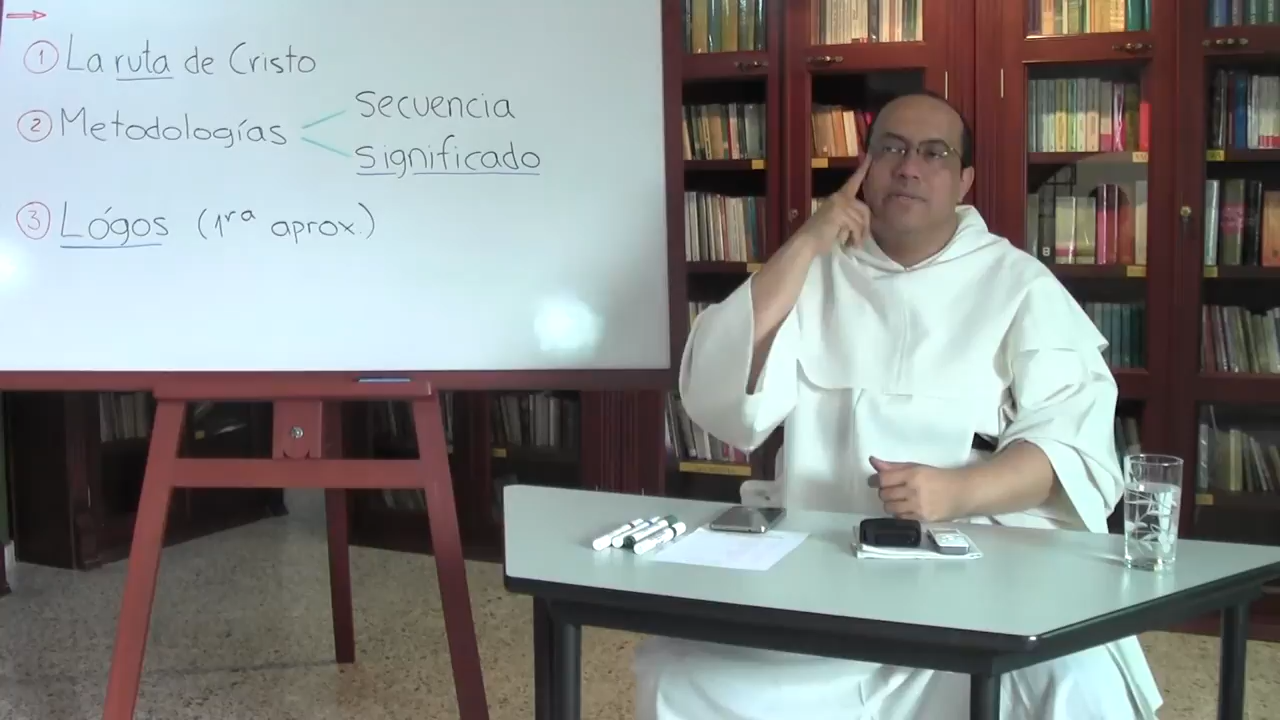 1 La ruta de Cristo
2 Metodologías
Secuencia
Significado
3 Lógos (1ra aprox.)